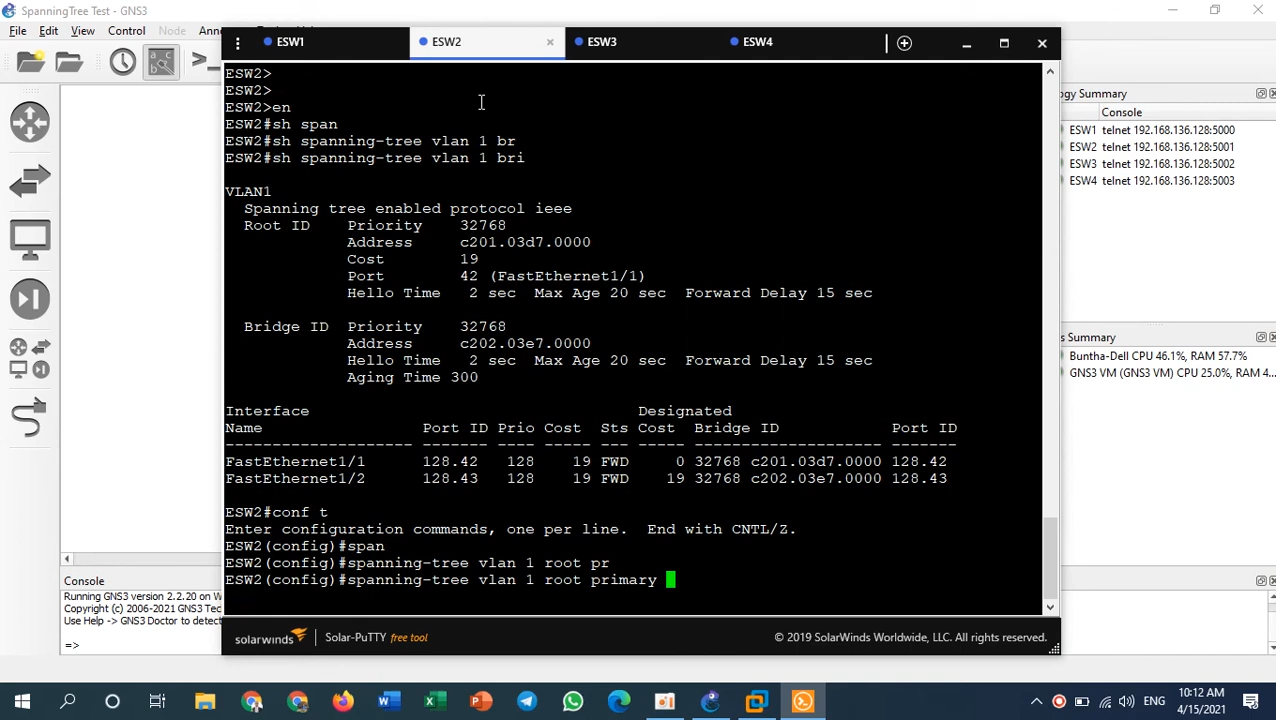 SpanningTree Test - GNS3
File Edit View Control Node Ann
ESW1 ESW2 ESW3 ESW4
ESW2>
ESW2>
ESW2>en
ESW2#sh span
ESW2#sh spanning-tree vlan 1 br
ESW2#sh spanning-tree vlan 1 bri
VLAN1
Spanning tree enabled protocol ieee
Root ID Priority 32768
Address c201.03d7.0000
Cost 19
Port 42 (FastEthernet1/1)
Hello Time 2 sec Max Age 20 sec Forward Delay 15 sec
Bridge ID Priority 32768
Address c202.03e7.0000
Hello Time 2 sec Max Age 20 sec Forward Delay 15 sec
Aging Time 300
Interface Designated
Name Port ID Prio Cost Sts Cost Bridge ID Port ID
-------------------- ------- ---- ----- --- ----- -------------------- -------
FastEthernet1/1 128.42 128 19 FWD 0 32768 c201.03d7.0000 128.42
FastEthernet1/2 128.43 128 19 FWD 19 32768 c202.03e7.0000 128.43
ESW2#conf t
Enter configuration commands, one per line. End with CNTL/Z.
ESW2(config)#span
ESW2(config)#spanning-tree vlan 1 root pr
ESW2(config)#spanning-tree vlan 1 root primary
solarwinds Solar-PuTTY free tool © 2019 SolarWinds Worldwide, LLC. All rights reserved.
logy Summary
Console
ESW1 telnet 192.168.136.128:5000
ESW2 telnet 192.168.136.128:5001
ESW3 telnet 192.168.136.128:5002
ESW4 telnet 192.168.136.128:5003
s Summary
Buntha-Dell CPU 46.1%, RAM 57.7%
GNS3 VM (GNS3 VM) CPU 25.0%, RAM 4...
Console
Running GNS3 version 2.2.20 on W
Copyright (c) 2006-2021 GNS3 Tec
Use Help -> GNS3 Doctor to detect
=>
ENG
10:12 AM
4/15/2021